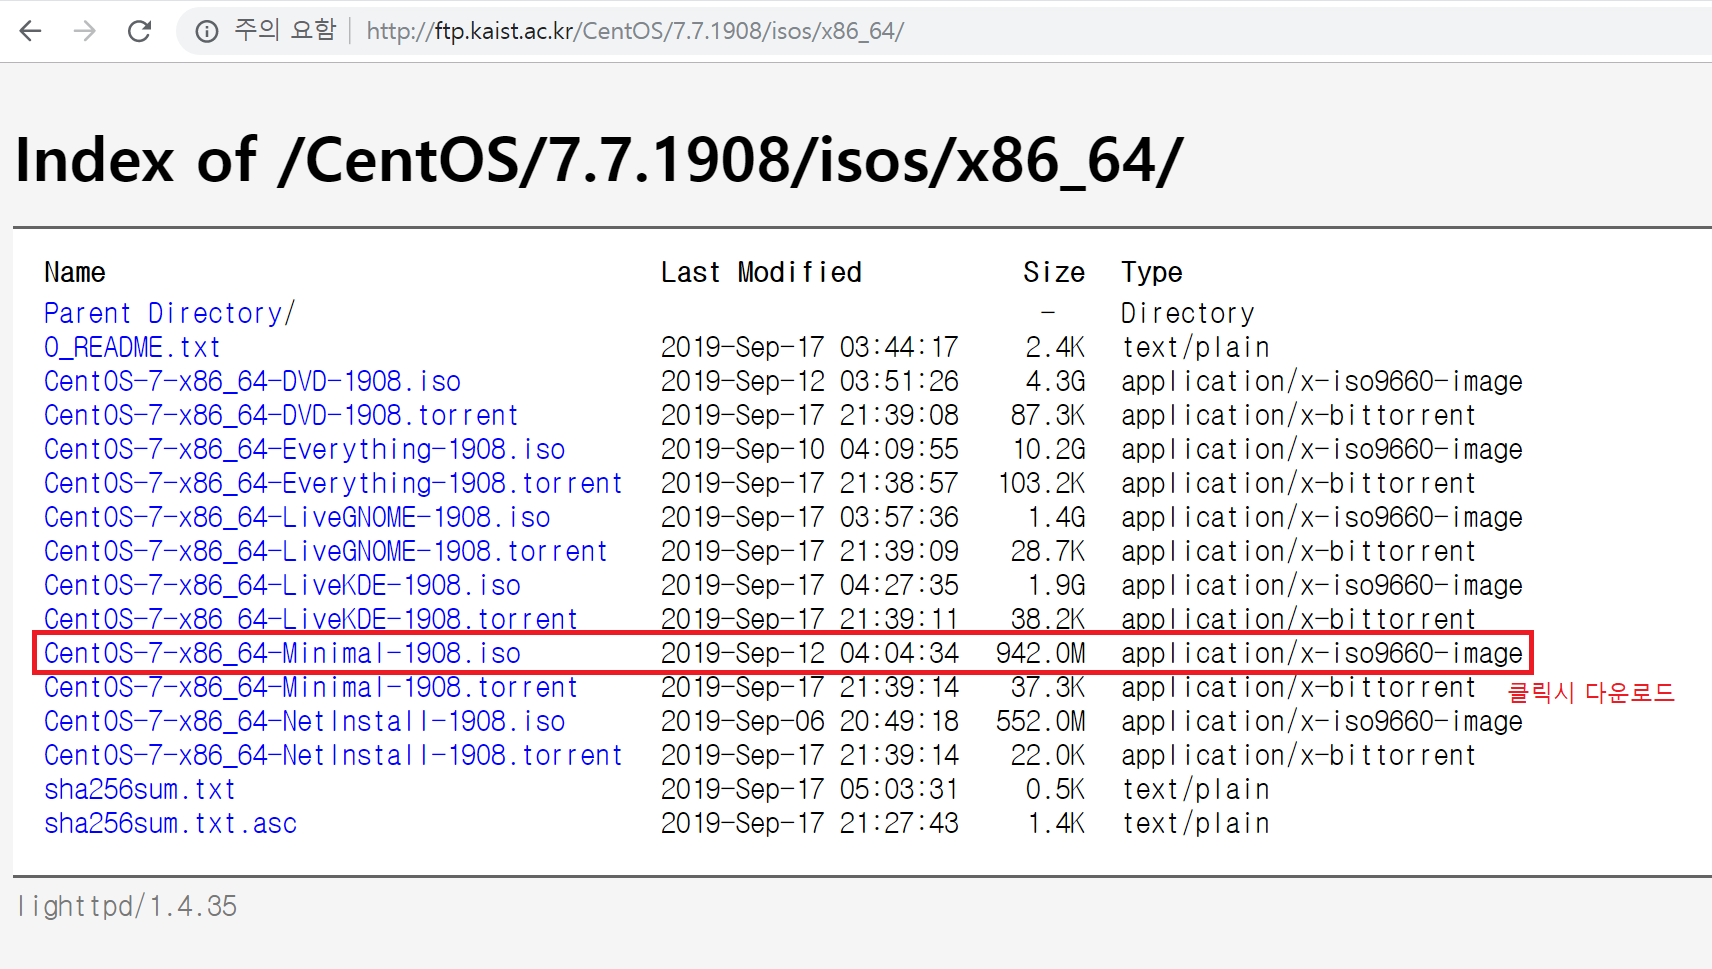 주의 요함 http://ftp.kaist.ac.kr/CentOS/7.7.1908/isos/x86_64/
Index of /CentOS/7.7.1908/isos/x86_64/
Name Last Modified Size Type
Parent Directory/ - Directory
0_README.txt 2019-Sep-17 03:44:17 2.4K text/plain
CentOS-7-x86_64-DVD-1908.iso 2019-Sep-12 03:51:26 4.3G application/x-iso9660-image
CentOS-7-x86_64-DVD-1908.torrent 2019-Sep-17 21:39:08 87.3K application/x-bittorrent
CentOS-7-x86_64-Everything-1908.iso 2019-Sep-10 04:09:55 10.2G application/x-iso9660-image
CentOS-7-x86_64-Everything-1908.torrent 2019-Sep-17 21:38:57 103.2K application/x-bittorrent
CentOS-7-x86_64-LiveGNOME-1908.iso 2019-Sep-17 03:57:36 1.4G application/x-iso9660-image
CentOS-7-x86_64-LiveGNOME-1908.torrent 2019-Sep-17 21:39:09 28.7K application/x-bittorrent
CentOS-7-x86_64-LiveKDE-1908.iso 2019-Sep-17 04:27:35 1.9G application/x-iso9660-image
CentOS-7-x86_64-LiveKDE-1908.torrent 2019-Sep-17 21:39:11 38.2K application/x-bittorrent
CentOS-7-x86_64-Minimal-1908.iso 2019-Sep-12 04:04:34 942.0M application/x-iso9660-image
CentOS-7-x86_64-Minimal-1908.torrent 2019-Sep-17 21:39:14 37.3K application/x-bittorrent 클릭시 다운로드
CentOS-7-x86_64-NetInstall-1908.iso 2019-Sep-06 20:49:18 552.0M application/x-iso9660-image
CentOS-7-x86_64-NetInstall-1908.torrent 2019-Sep-17 21:39:14 22.0K application/x-bittorrent
sha256sum.txt 2019-Sep-17 05:03:31 0.5K text/plain
sha256sum.txt.asc 2019-Sep-17 21:27:43 1.4K text/plain
lighttpd/1.4.35